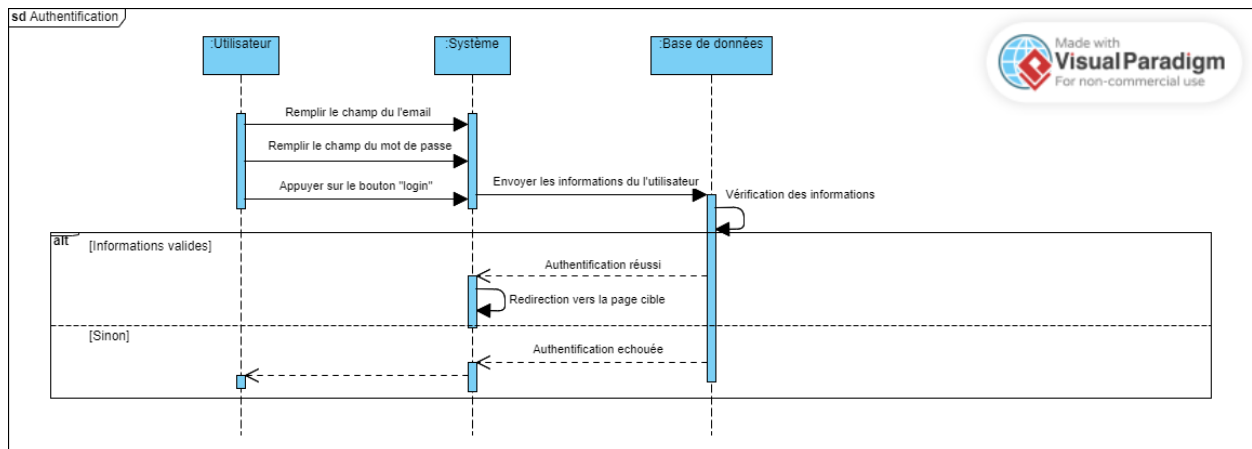 sd Authentification
:Utilisateur
:Système
:Base de données
Made with
Visual Paradigm
For non-commercial use
Remplir le champ du l'email
Remplir le champ du mot de passe
Appuyer sur le bouton "login"
Envoyer les informations du l'utilisateur
Vérification des informations
alt
[Informations valides]
Authentification réussi
Redirection vers la page cible
[Sinon]
Authentification echouée